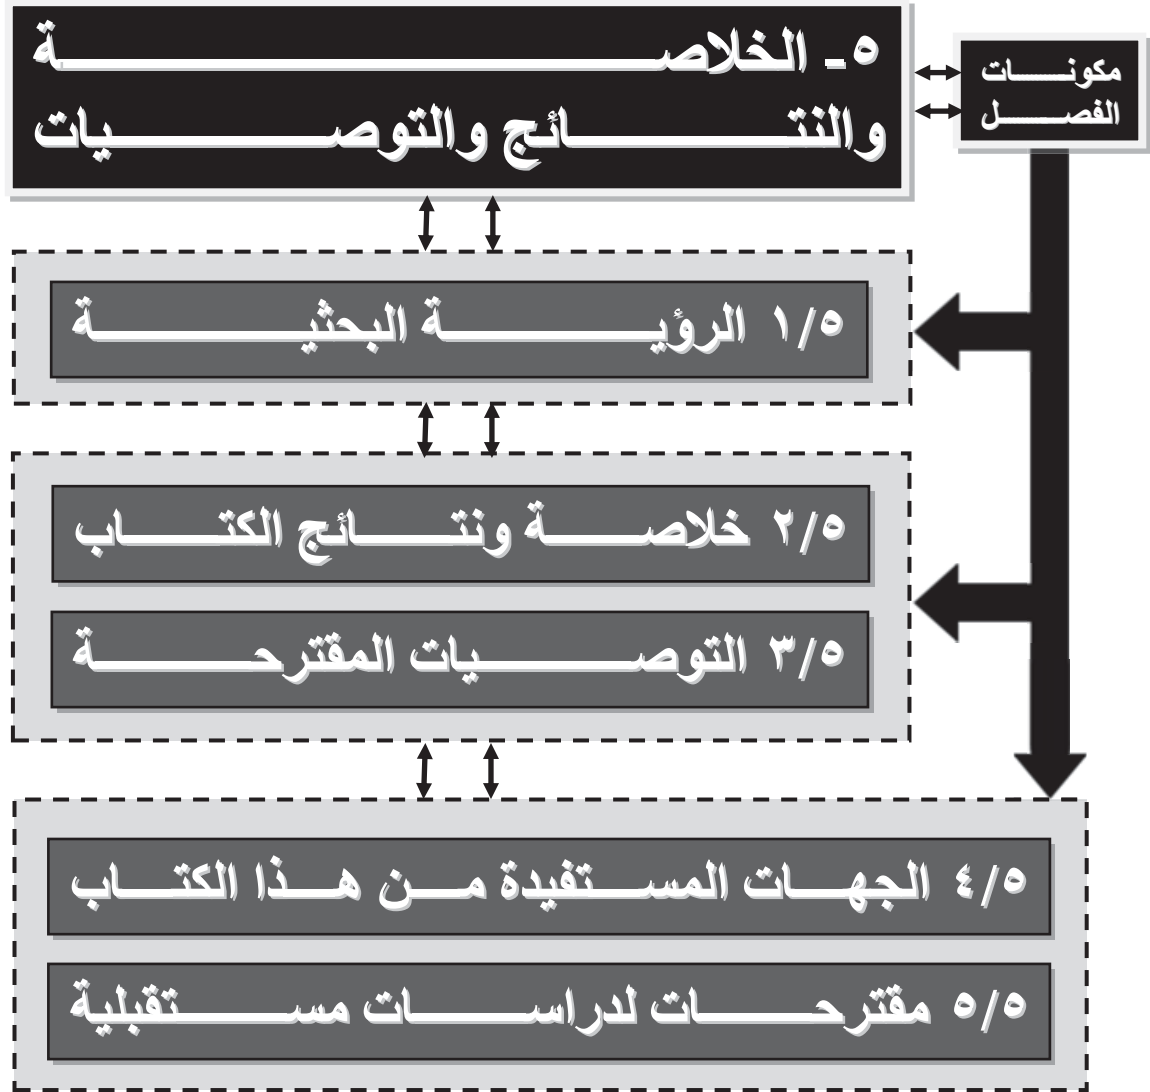 مكونات
الفصل
٥- الخلاصة
والنتائج والتوصيات
١/٥ الرؤية البحثية
٢/٥ خلاصة ونتائج الكتاب
٣/٥ التوصيات المقترحة
٤/٥ الجهات المستفيدة من هذا الكتاب
٥/٥ مقترحات لدراسات مستقبلية